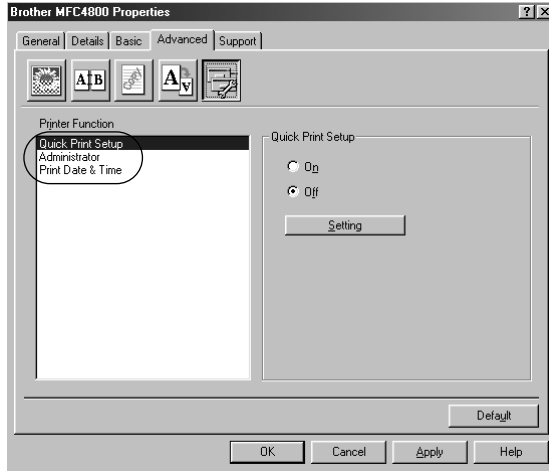 Brother MFC4800 Properties
General Details Basic Advanced Support
A B
A v
Printer Function
Quick Print Setup
Administrator
Print Date & Time
Quick Print Setup
On
Off
Setting
Default
OK Cancel Apply Help